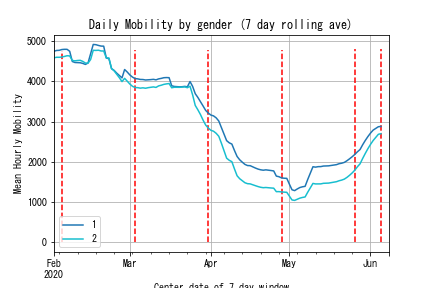 Daily Mobility by gender (7 day rolling ave)
5000
4000
3000
2000
1000
0
Mean Hourly Mobility
1
2
Feb
2020
Mar
Apr
May
Jun
Center date of 7 day window